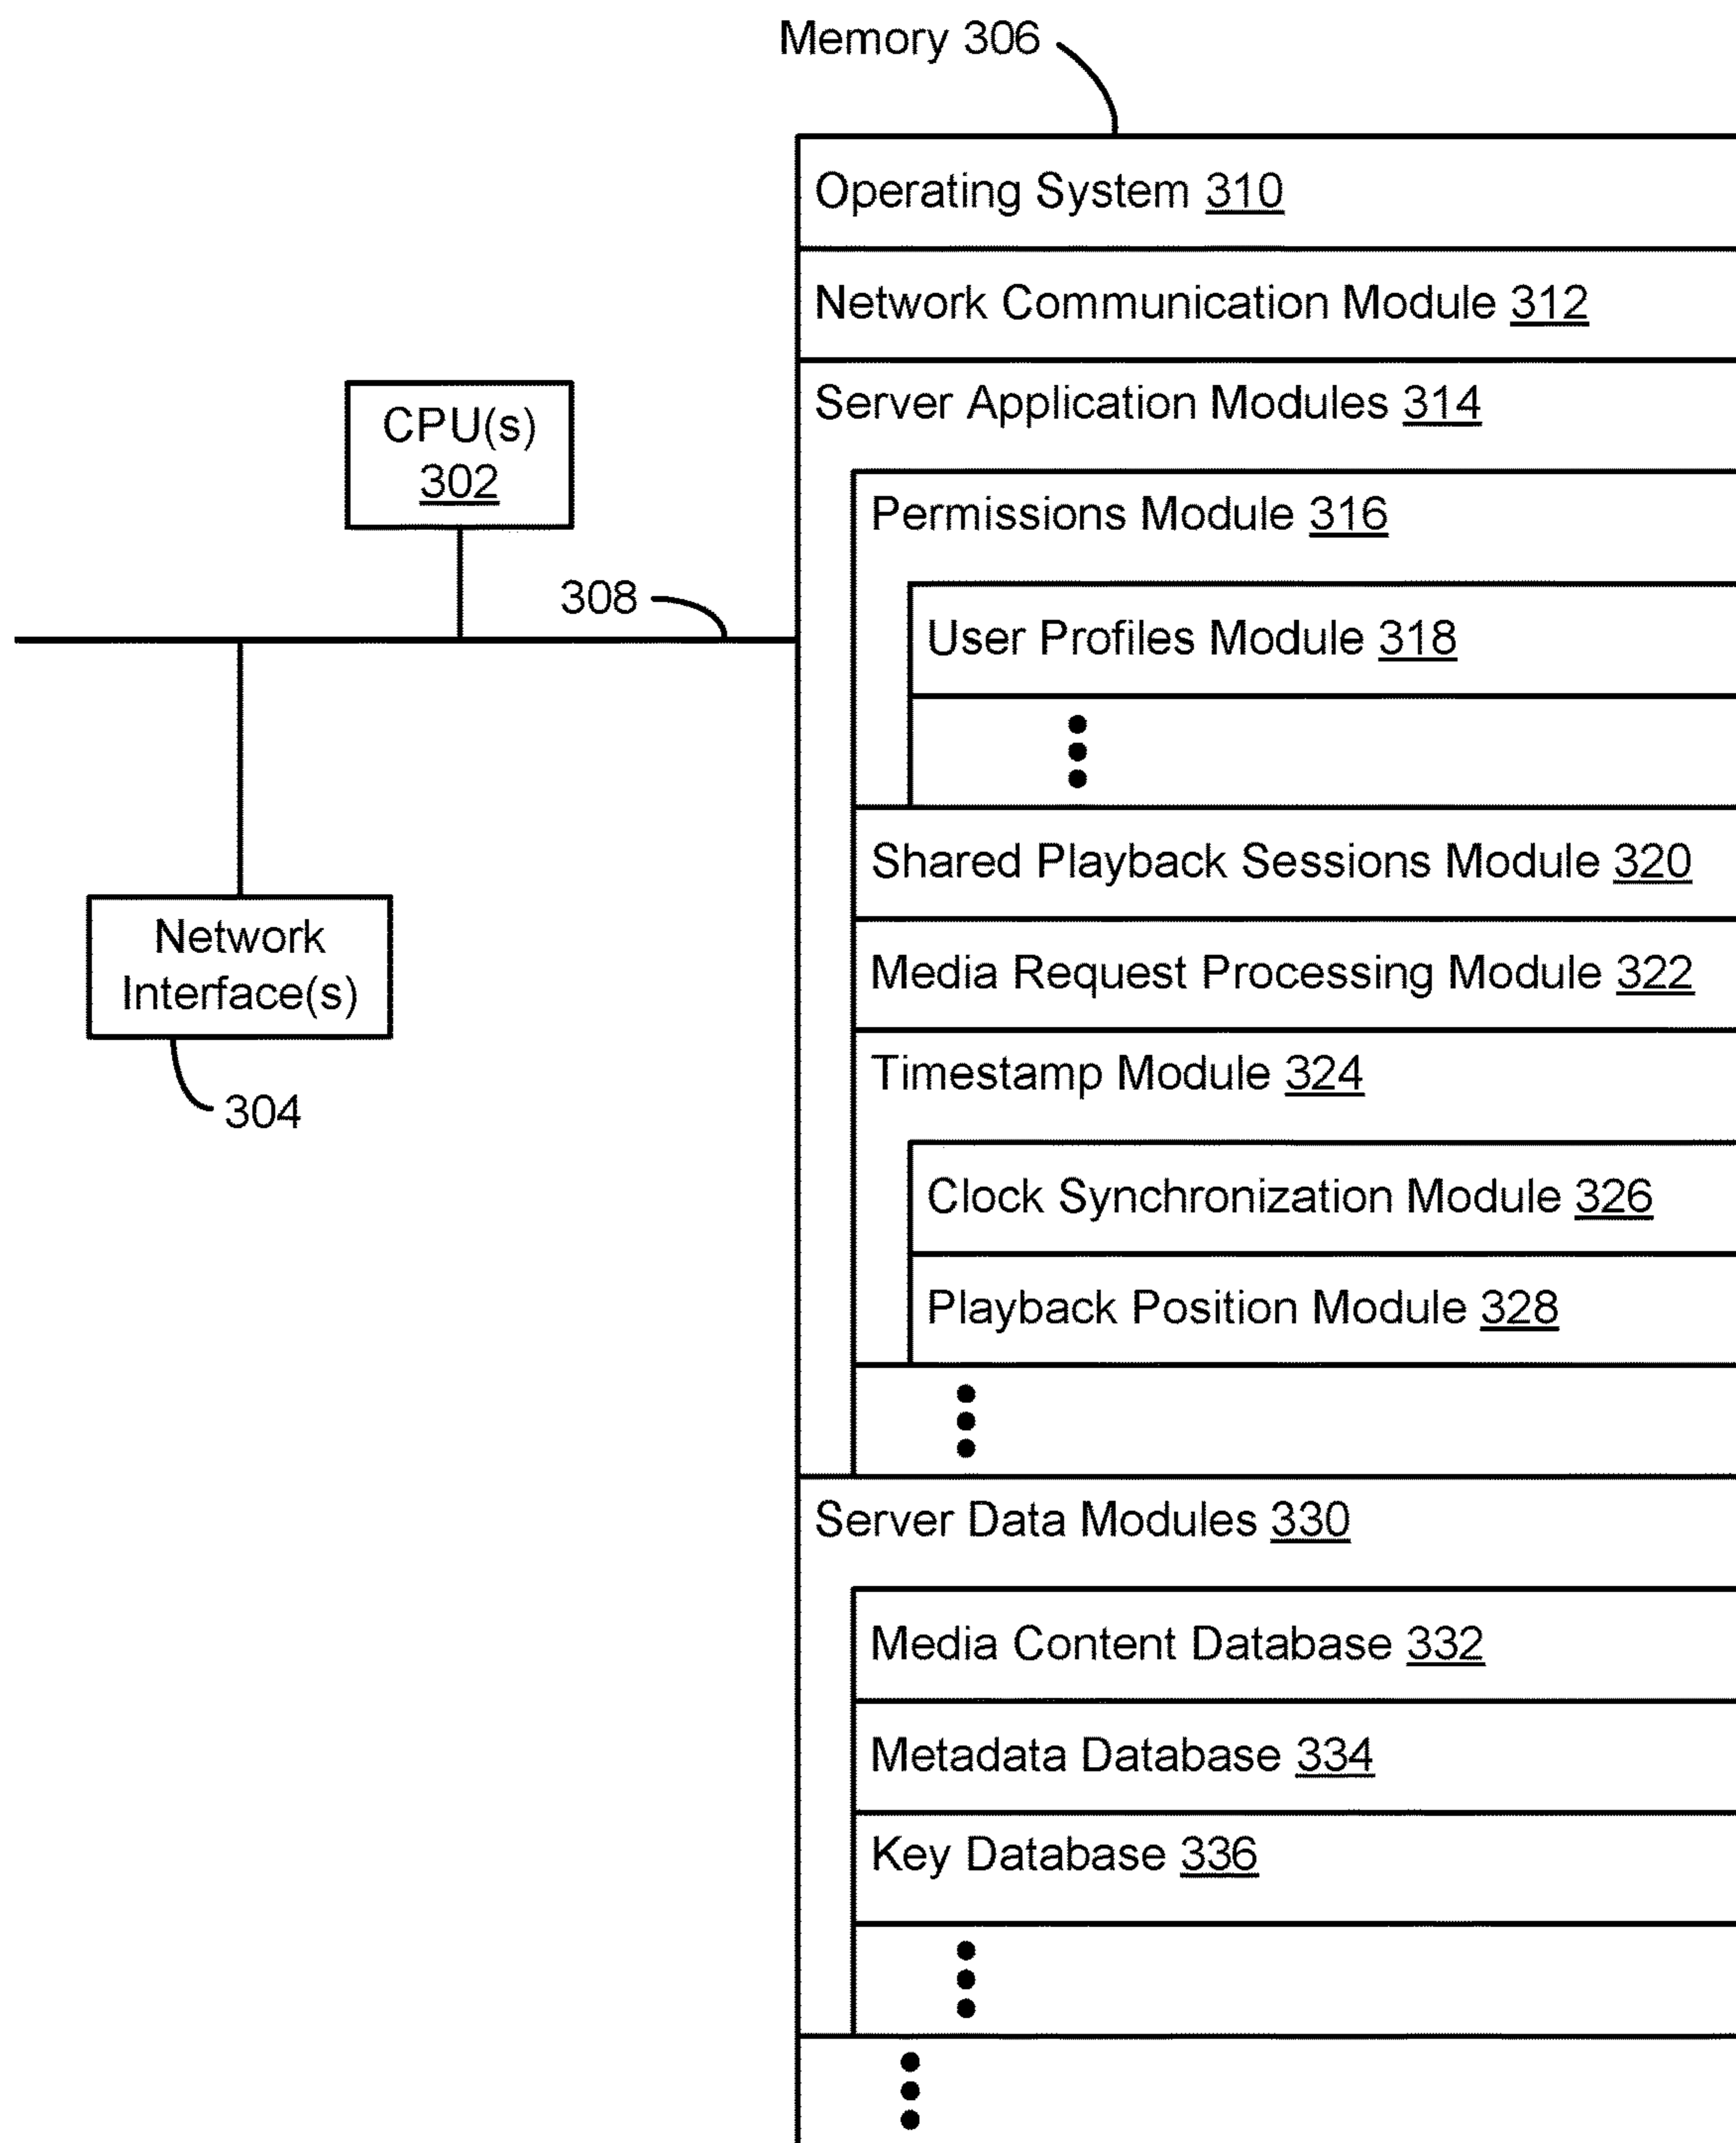 Memory 306
Operating System 310
Network Communication Module 312
Server Application Modules 314
CPU(s)
302
Permissions Module 316
308
User Profiles Module 318
Shared Playback Sessions Module 320
Network
Interface(s)
Media Request Processing Module 322
Timestamp Module 324
304
Clock Synchronization Module 326
Playback Position Module 328
Server Data Modules 330
Media Content Database 332
Metadata Database 334
Key Database 336